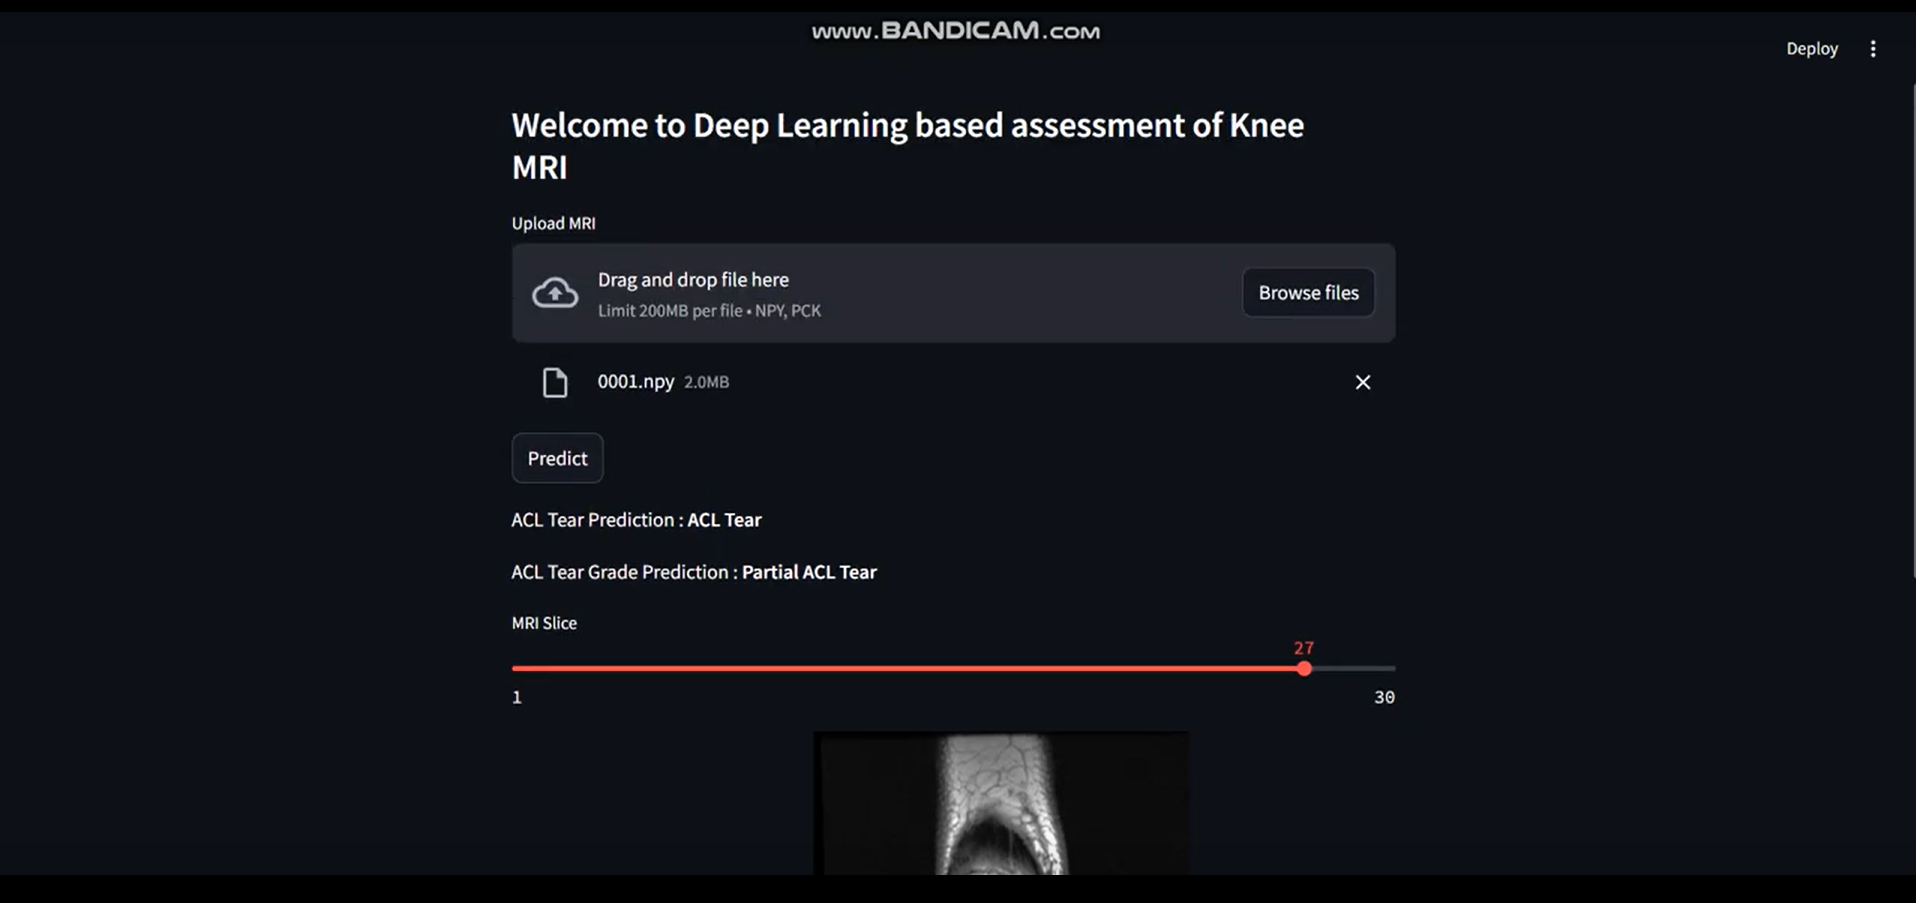 www.BANDICAM.com
Deploy
Welcome to Deep Learning based assessment of Knee
MRI
Upload MRI
Drag and drop file here
Limit 200MB per file • NPY, PCK
Browse files
0001.npy 2.0MB
Predict
ACL Tear Prediction : ACL Tear
ACL Tear Grade Prediction : Partial ACL Tear
MRI Slice
27
1
30